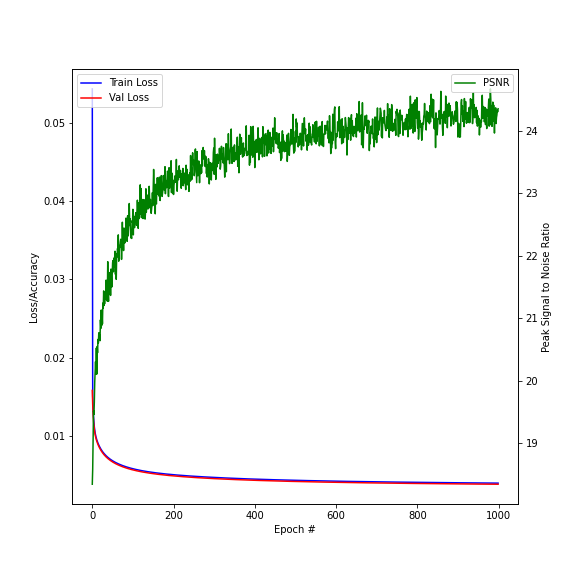 Train Loss
Val Loss
PSNR
0.05
0.04
0.03
0.02
0.01
Loss/Accuracy
24
23
22
21
20
19
Peak Signal to Noise Ratio
0 200 400 600 800 1000
Epoch #